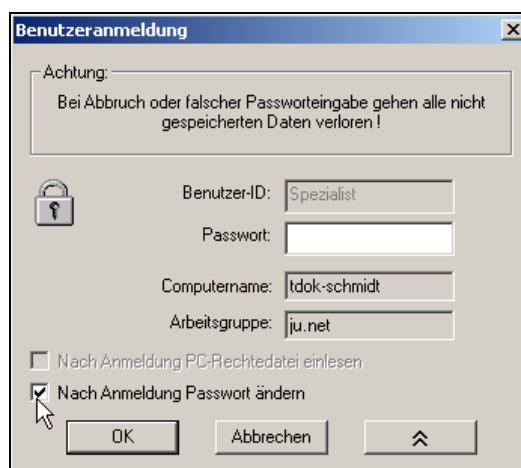 Benutzeranmeldung
Achtung:
Bei Abbruch oder falscher Passworteingabe gehen alle nicht
gespeicherten Daten verloren !
Benutzer-ID: Spezialist
Passwort:
Computername: tdok-schmidt
Arbeitsgruppe: ju.net
Nach Anmeldung PC-Rechtedatei einlesen
Nach Anmeldung Passwort ändern
OK Abbrechen